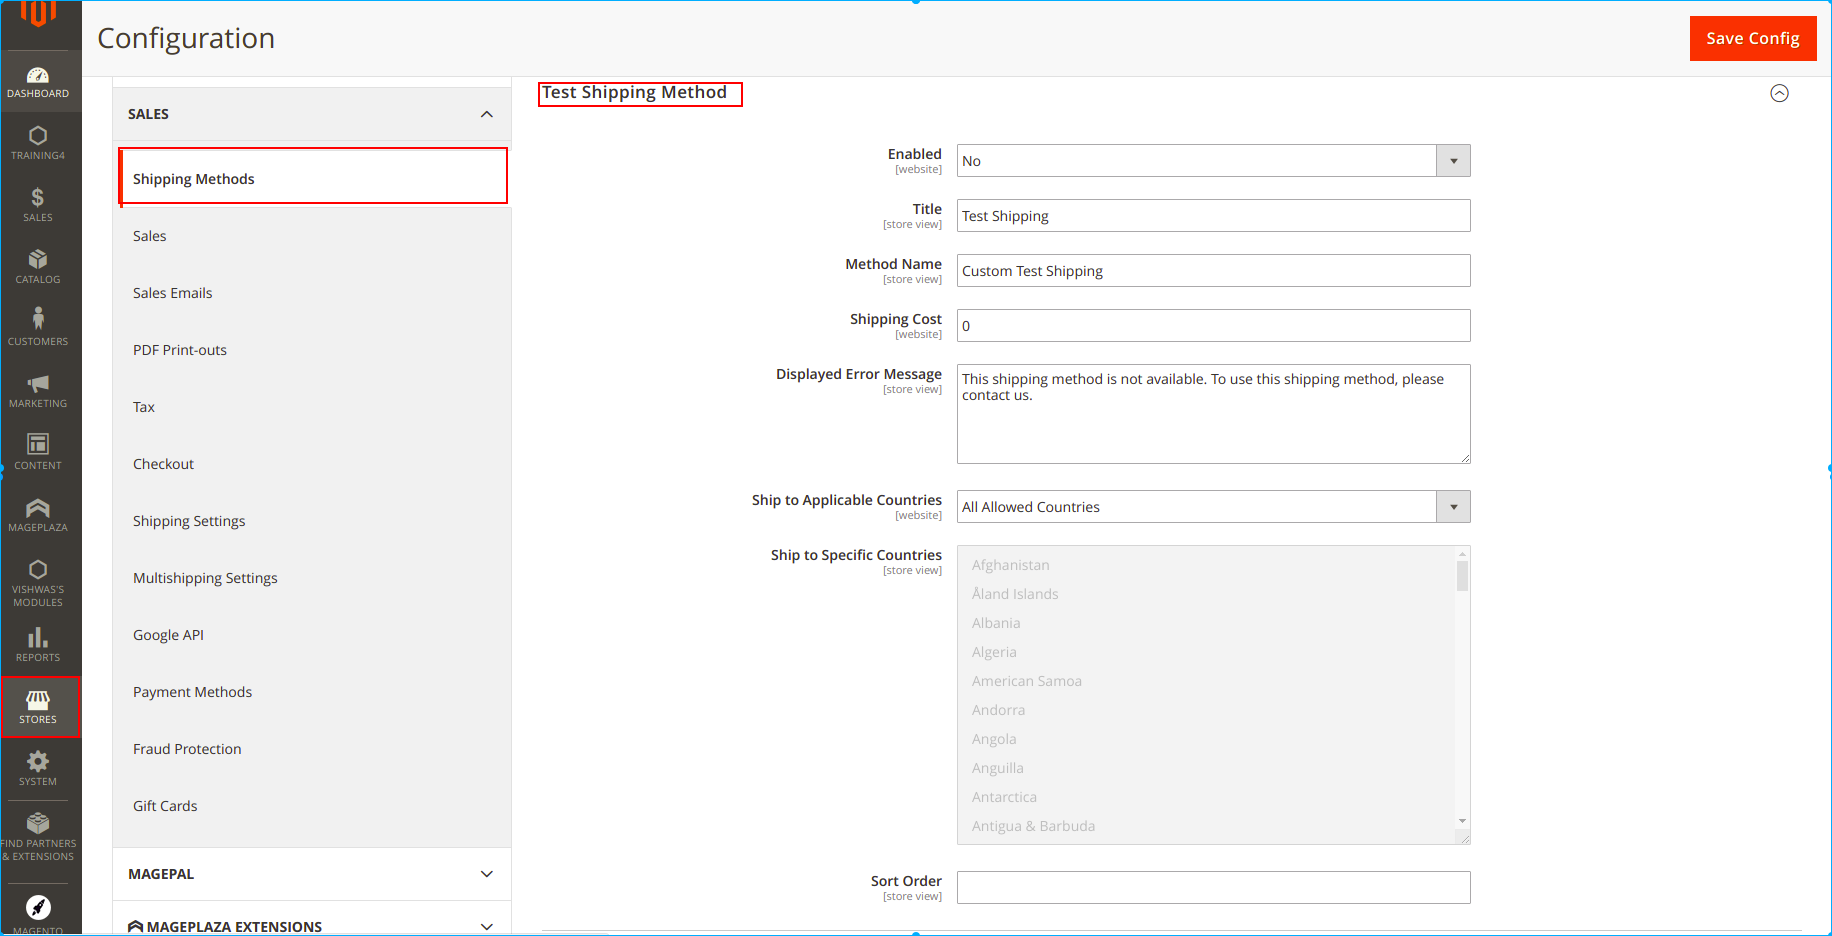 Configuration
Save Config
DASHBOARD
TRAINING4
SALES
CATALOG
CUSTOMERS
MARKETING
CONTENT
MAGEPLAZA
VISHWAS'S
MODULES
REPORTS
STORES
SYSTEM
FIND PARTNERS
& EXTENSIONS
MAGENTO
SALES
Shipping Methods
Sales
Sales Emails
PDF Print-outs
Tax
Checkout
Shipping Settings
Multishipping Settings
Google API
Payment Methods
Fraud Protection
Gift Cards
MAGEPAL
MAGEPLAZA EXTENSIONS
Test Shipping Method
Enabled
[website]
No
Title
[store view]
Test Shipping
Method Name
[store view]
Custom Test Shipping
Shipping Cost
[website]
0
Displayed Error Message
[store view]
This shipping method is not available. To use this shipping method, please
contact us.
Ship to Applicable Countries
[website]
All Allowed Countries
Ship to Specific Countries
[store view]
Afghanistan
Åland Islands
Albania
Algeria
American Samoa
Andorra
Angola
Anguilla
Antarctica
Antigua & Barbuda
Sort Order
[store view]